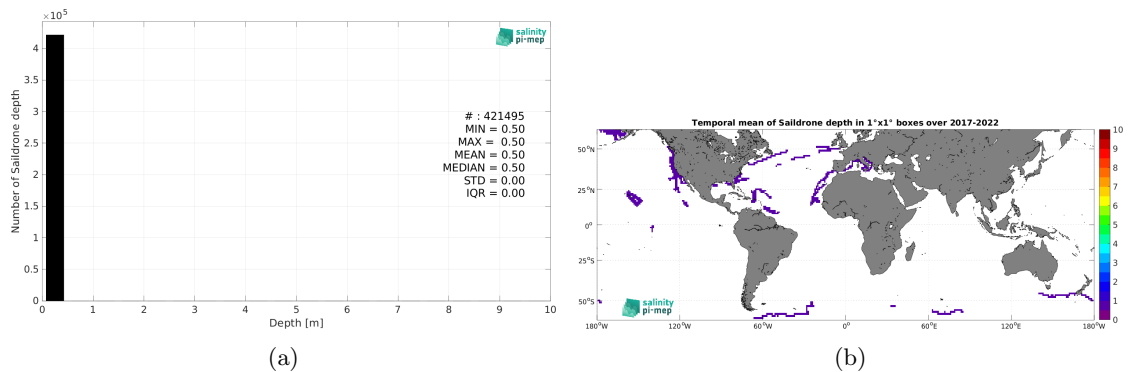 ×10⁵
4
3.5
3
2.5
2
1.5
1
0.5
0
Number of Saildrone depth
salinity
pi-mep
# : 421495
MIN = 0.50
MAX = 0.50
MEAN = 0.50
MEDIAN = 0.50
STD = 0.00
IQR = 0.00
0 1 2 3 4 5 6 7 8 9 10
Depth [m]
(a)
Temporal mean of Saildrone depth in 1°x1° boxes over 2017-2022
50°N
25°N
0°
25°S
50°S
salinity
pi-mep
180°W 120°W 60°W 0° 60°E 120°E 180°W
10
9
8
7
6
5
4
3
2
1
0
(b)